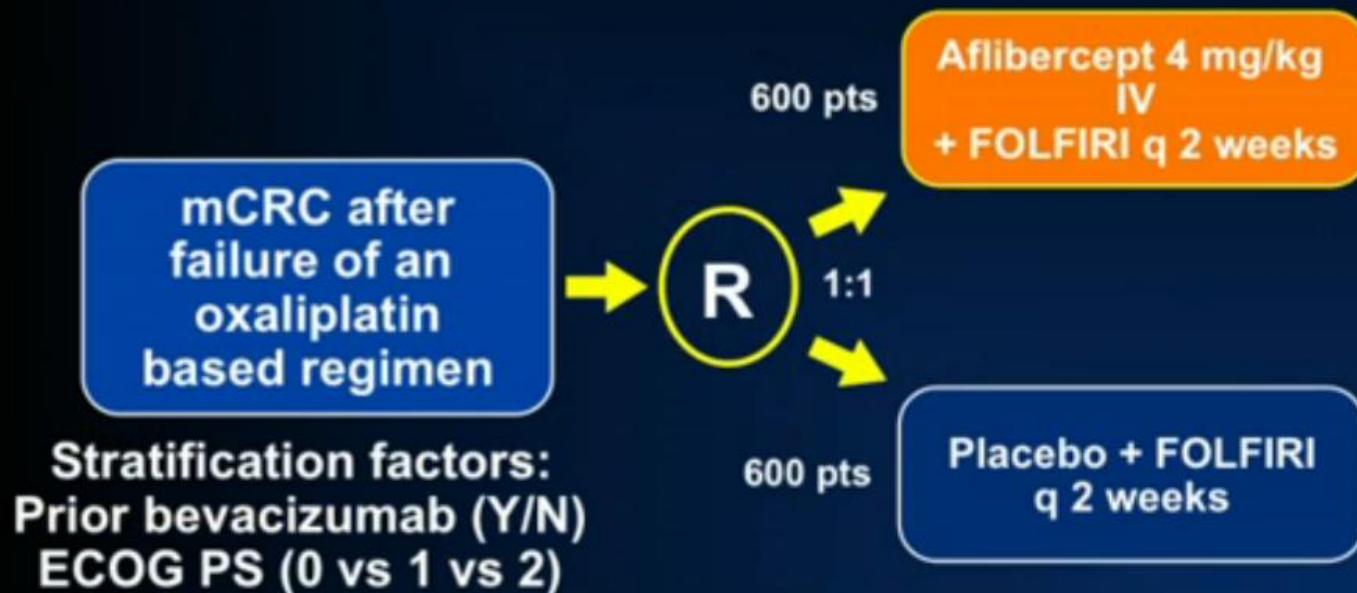 mCRC after
failure of an
oxaliplatin
based regimen
Stratification factors:
Prior bevacizumab (Y/N)
ECOG PS (0 vs 1 vs 2)
R
1:1
600 pts
Aflibercept 4 mg/kg
IV
+ FOLFIRI q 2 weeks
600 pts
Placebo + FOLFIRI
q 2 weeks